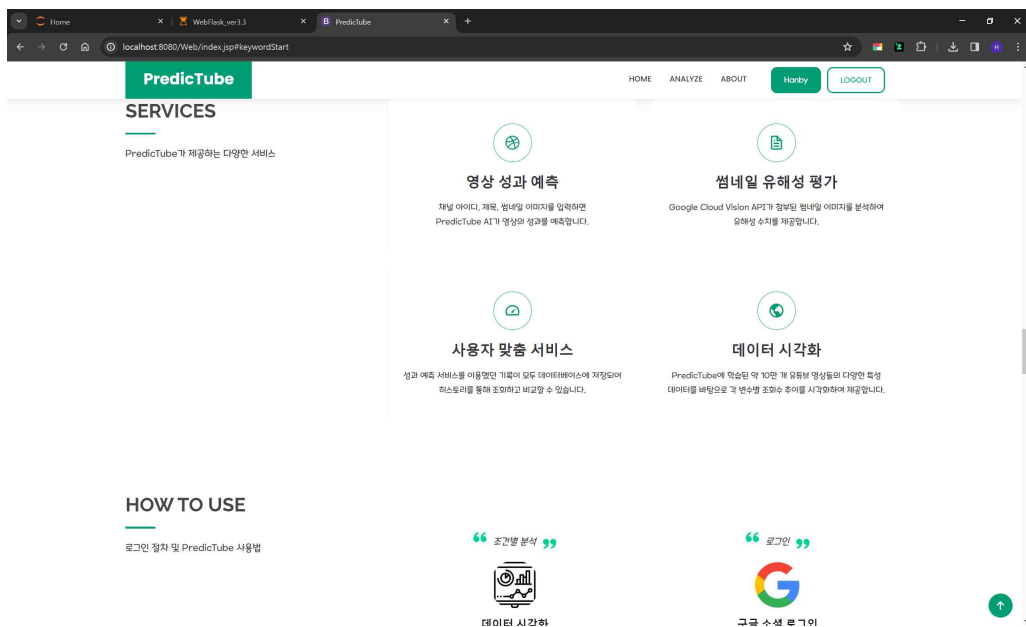 Home
WebFlask_ver3.3
PredicTube
localhost:8080/Web/index.jsp#keywordStart
H
PredicTube
HOME
ANALYZE
ABOUT
Hanby
LOGOUT
SERVICES
PredicTube가 제공하는 다양한 서비스
영상 성과 예측
채널 아이디, 제목, 썸네일 이미지를 입력하면
PredicTube AI가 영상의 성과를 예측합니다.
썸네일 유해성 평가
Google Cloud Vision API가 첨부된 썸네일 이미지를 분석하여
유해성 수치를 제공합니다.
사용자 맞춤 서비스
성과 예측 서비스를 이용했던 기록이 모두 데이터베이스에 저장되어
히스토리를 통해 조회하고 비교할 수 있습니다.
데이터 시각화
PredicTube에 학습된 약 10만 개 유튜브 영상들의 다양한 특성
데이터를 바탕으로 각 변수별 조회수 추이를 시각화하여 제공합니다.
HOW TO USE
로그인 절차 및 PredicTube 사용법
“ 조건별 분석 ”
데이터 시각화
“ 로그인 ”
구글 소셜 로그인